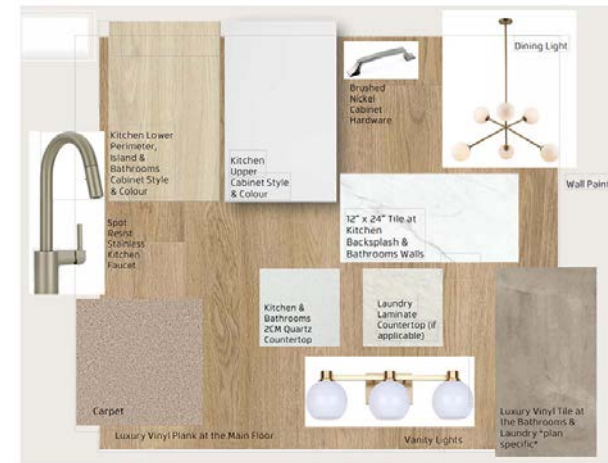 Dining Light
Brushed
Nickel
Cabinet
Hardware
Kitchen Lower
Perimeter,
Island &
Bathrooms
Cabinet Style
& Colour
Kitchen
Upper
Cabinet Style
& Colour
Wall Paint
12" x 24" Tile at
Kitchen
Backsplash &
Bathrooms Walls
Spot
Resist
Stainless
Kitchen
Faucet
Kitchen &
Bathrooms
2CM Quartz
Countertop
Laundry
Laminate
Countertop (if
applicable)
Carpet
Luxury Vinyl Tile at
the Bathrooms &
Laundry *plan
specific*
Luxury Vinyl Plank at the Main Floor
Vanity Lights